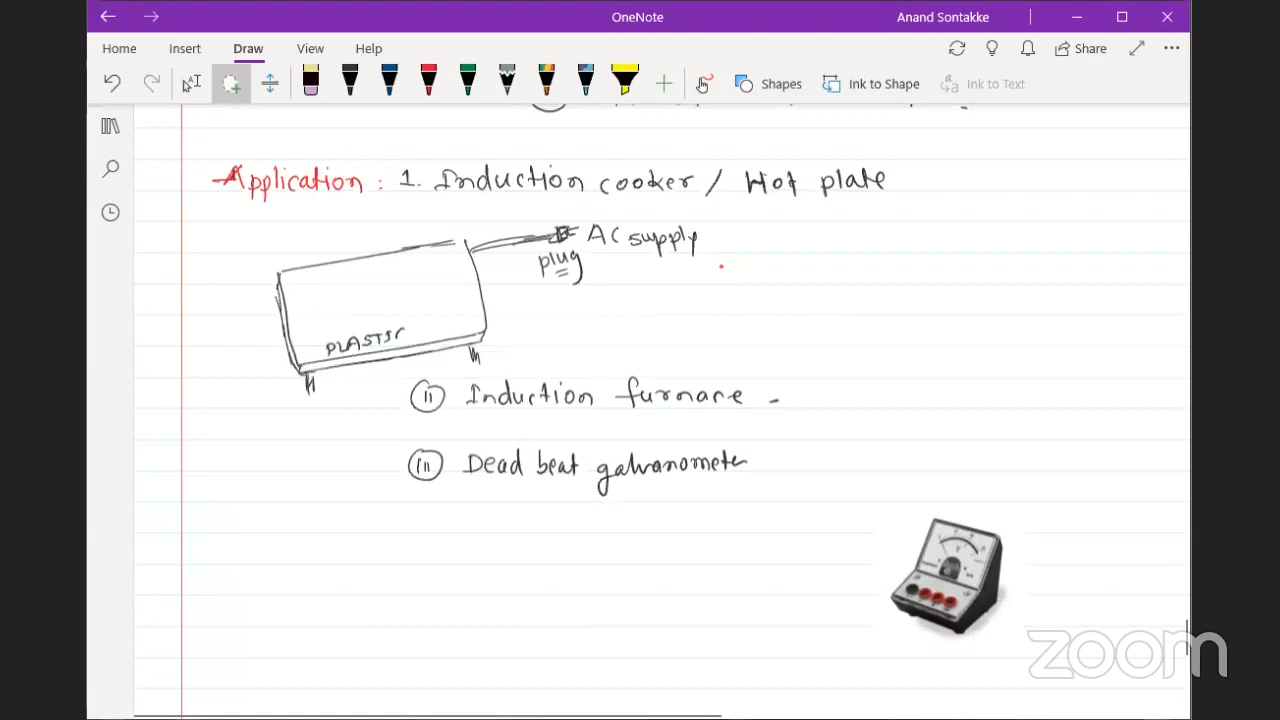 OneNote
Anand Sontakke
Home Insert Draw View Help
Share
Shapes Ink to Shape Ink to Text
Application : 1. Induction cooker / Hot plate
AC supply
plug
PLASTIC
(ii) Induction furnace -
(iii) Dead beat galvanometer
zoom